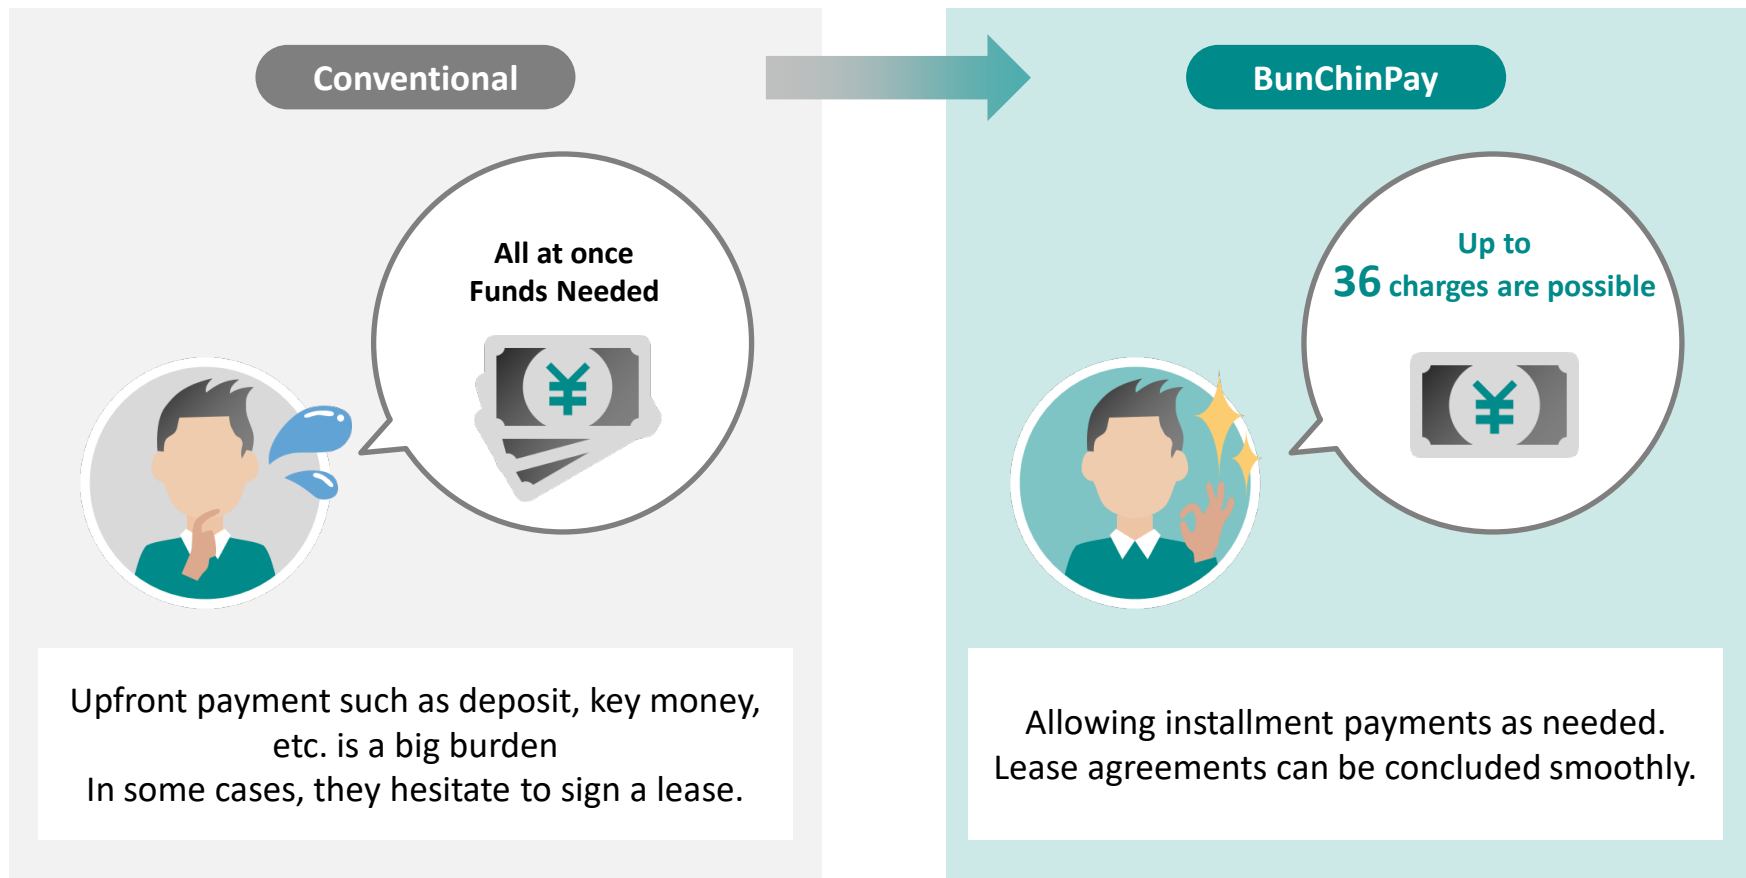 Conventional
All at once
Funds Needed
¥
Upfront payment such as deposit, key money,
etc. is a big burden
In some cases, they hesitate to sign a lease.
BunChinPay
Up to
36 charges are possible
¥
Allowing installment payments as needed.
Lease agreements can be concluded smoothly.